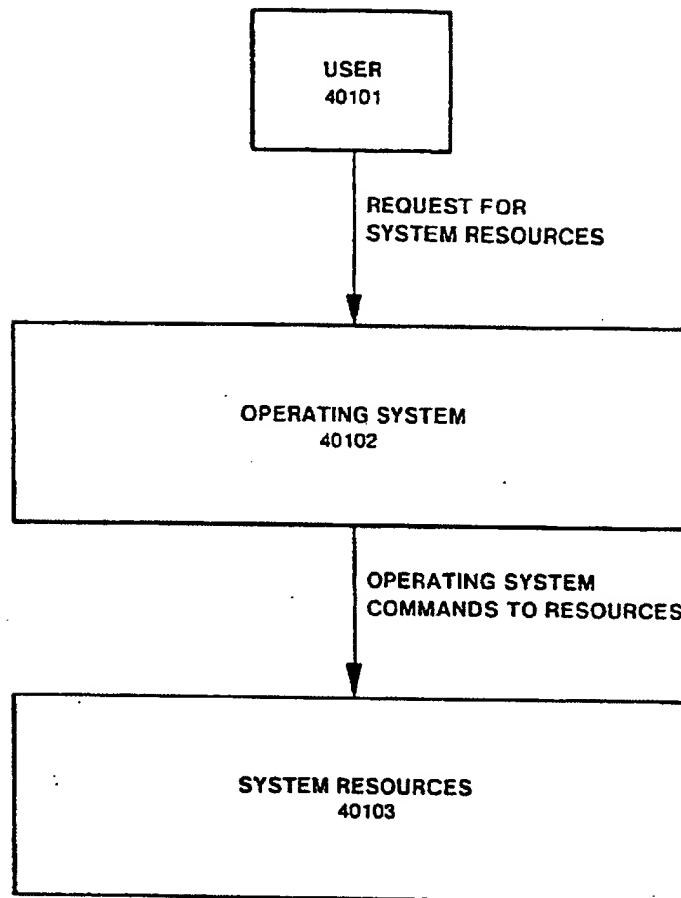 USER
40101
REQUEST FOR
SYSTEM RESOURCES
OPERATING SYSTEM
40102
OPERATING SYSTEM
COMMANDS TO RESOURCES
SYSTEM RESOURCES
40103